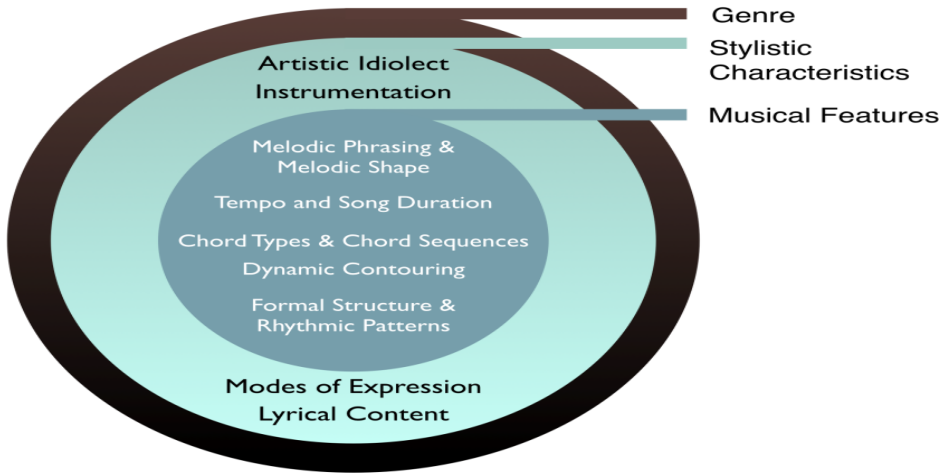 Genre
Stylistic
Characteristics
Musical Features
Artistic Idiolect
Instrumentation
Melodic Phrasing &
Melodic Shape
Tempo and Song Duration
Chord Types & Chord Sequences
Dynamic Contouring
Formal Structure &
Rhythmic Patterns
Modes of Expression
Lyrical Content